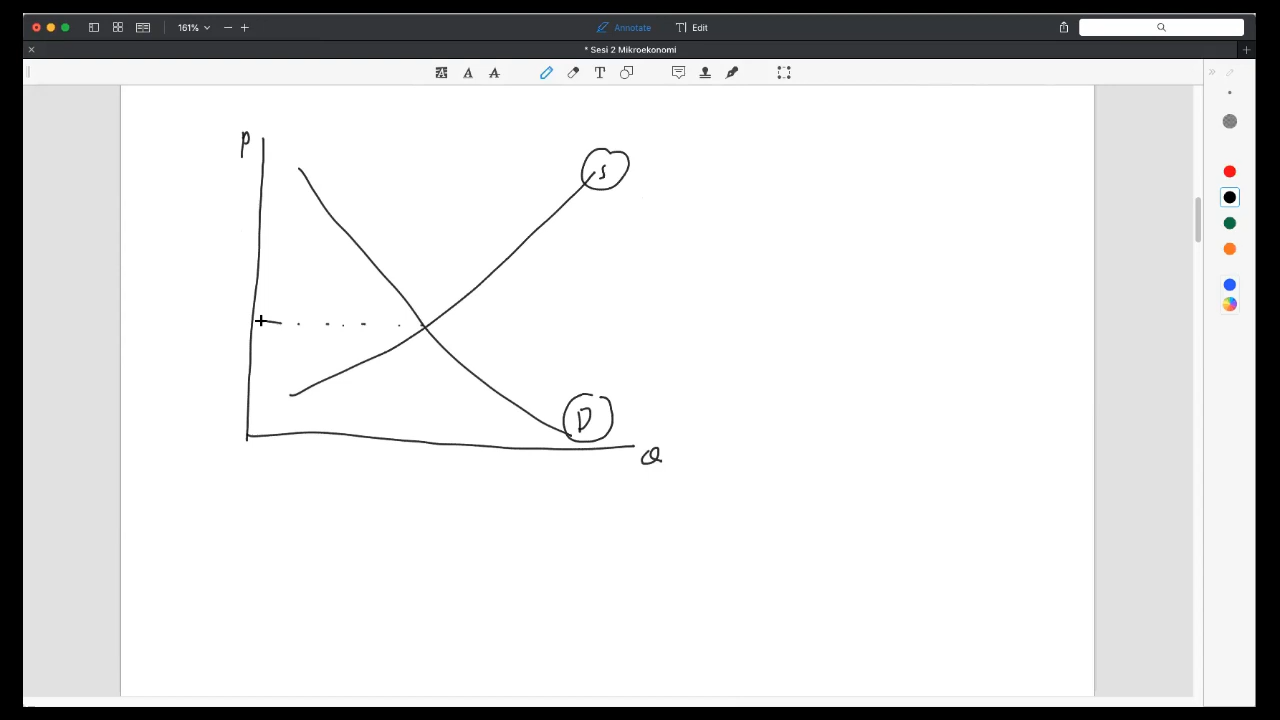 161%
Annotate
Edit
* Sesi 2 Mikroekonomi
P
S
D
Q